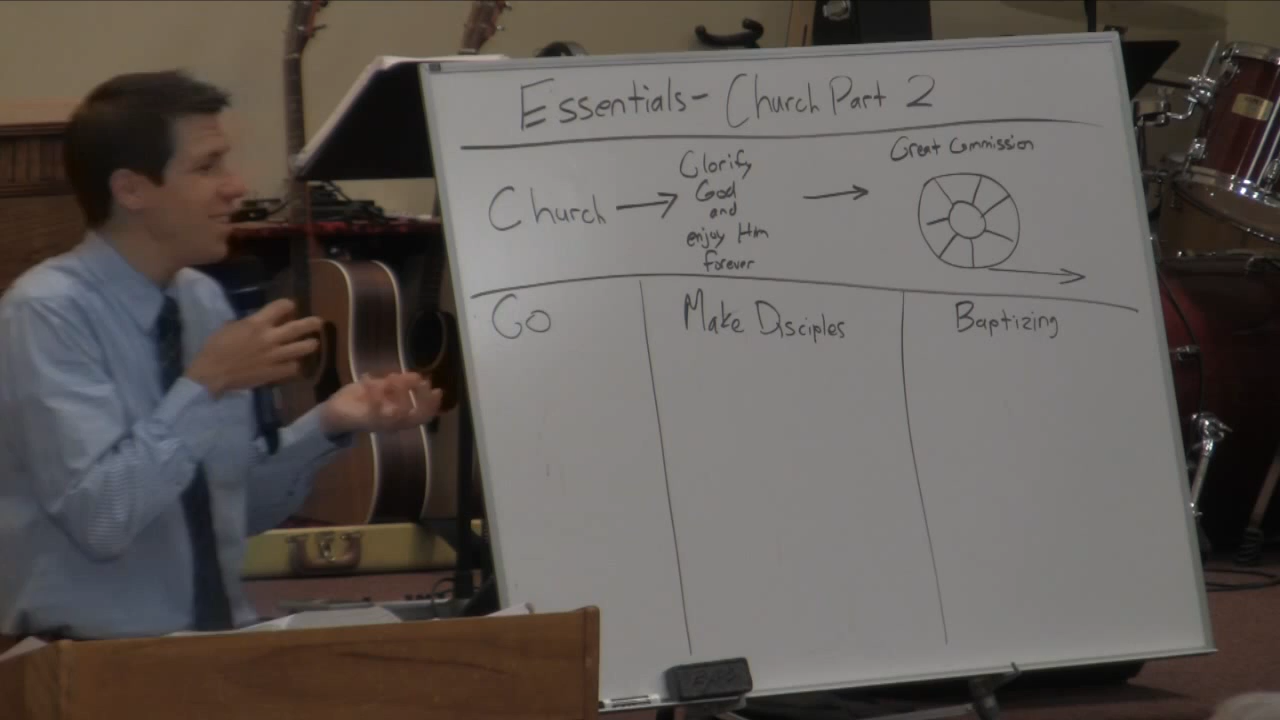 Essentials - Church Part 2
Church
Glorify
God
and
enjoy Him
forever
Great Commission
Go
Make Disciples
Baptizing